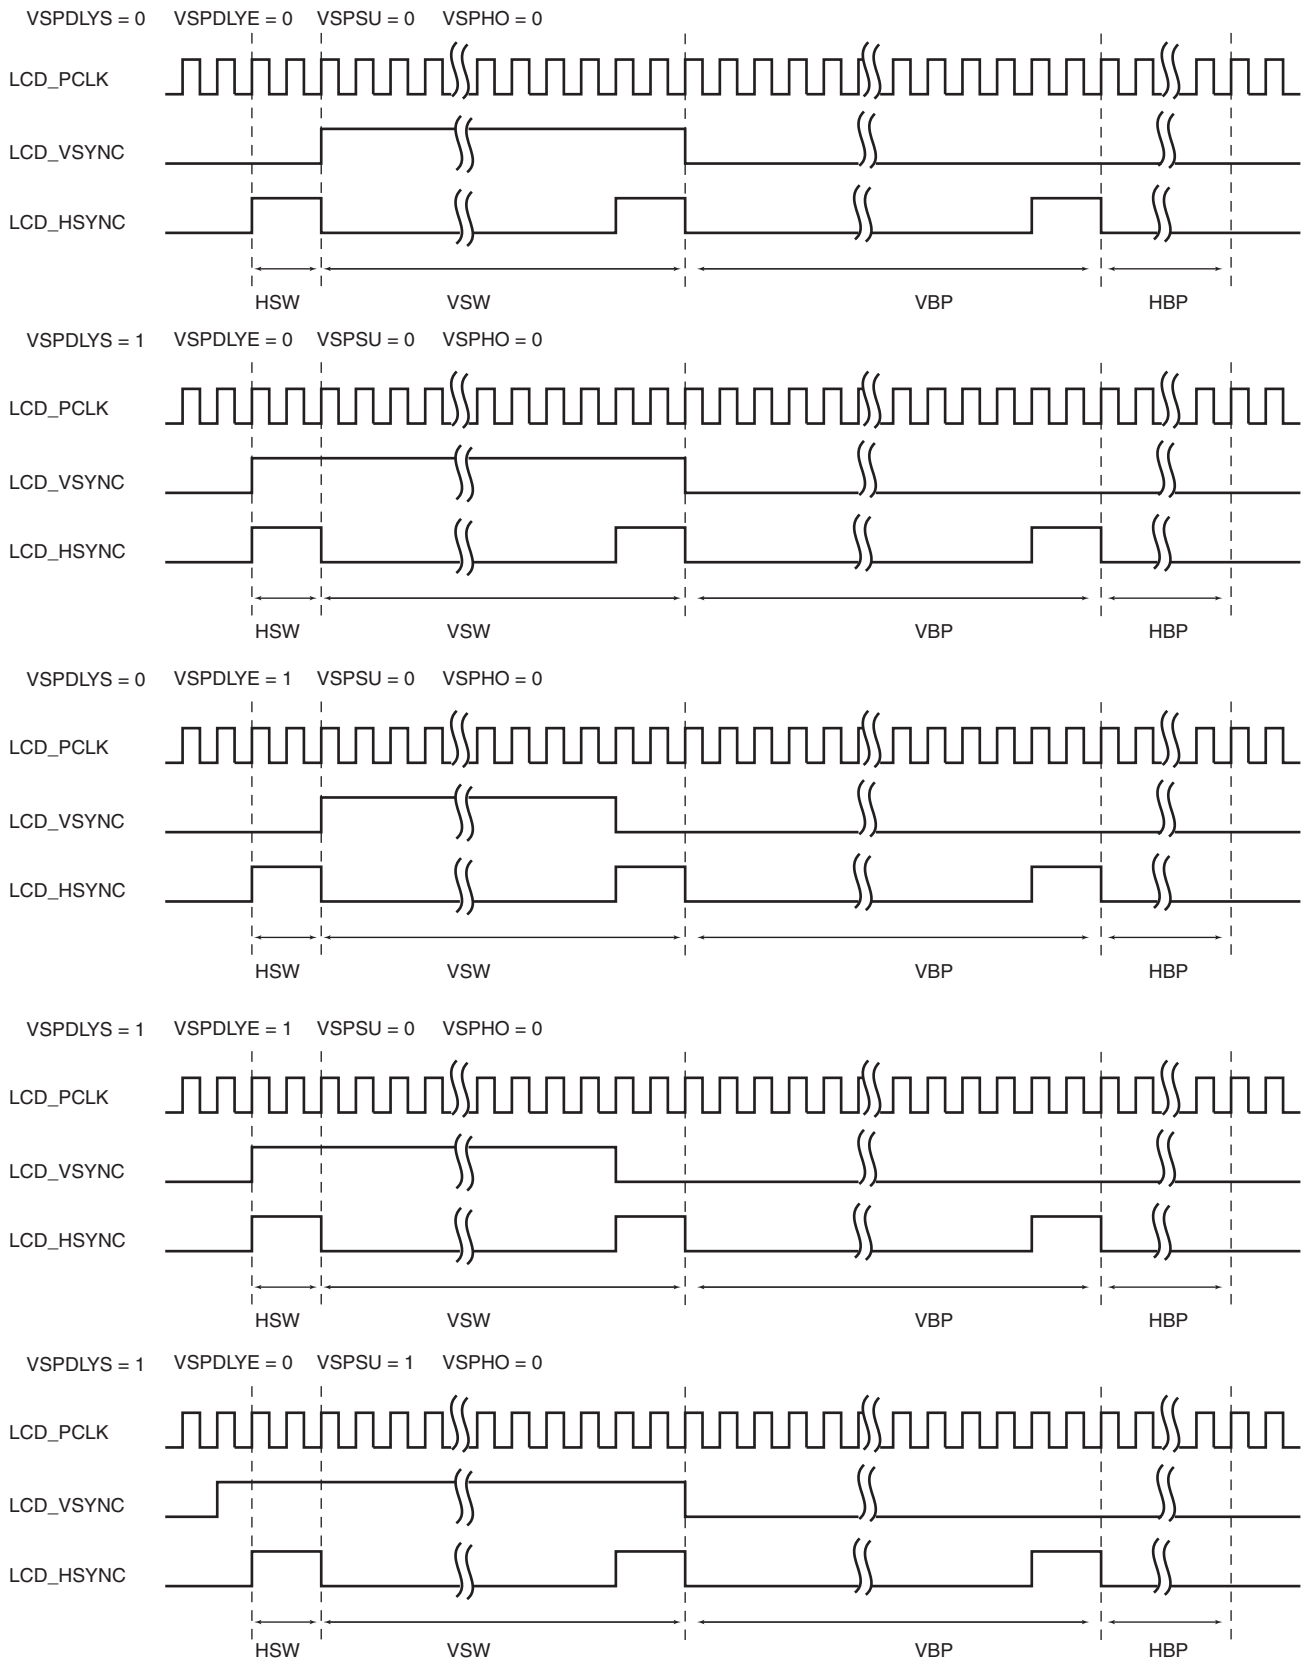 VSPDLYS = 0 VSPDLYE = 0 VSPSU = 0 VSPHO = 0
LCD_PCLK
LCD_VSYNC
LCD_HSYNC
HSW VSW VBP HBP
VSPDLYS = 1 VSPDLYE = 0 VSPSU = 0 VSPHO = 0
LCD_PCLK
LCD_VSYNC
LCD_HSYNC
HSW VSW VBP HBP
VSPDLYS = 0 VSPDLYE = 1 VSPSU = 0 VSPHO = 0
LCD_PCLK
LCD_VSYNC
LCD_HSYNC
HSW VSW VBP HBP
VSPDLYS = 1 VSPDLYE = 1 VSPSU = 0 VSPHO = 0
LCD_PCLK
LCD_VSYNC
LCD_HSYNC
HSW VSW VBP HBP
VSPDLYS = 1 VSPDLYE = 0 VSPSU = 1 VSPHO = 0
LCD_PCLK
LCD_VSYNC
LCD_HSYNC
HSW VSW VBP HBP